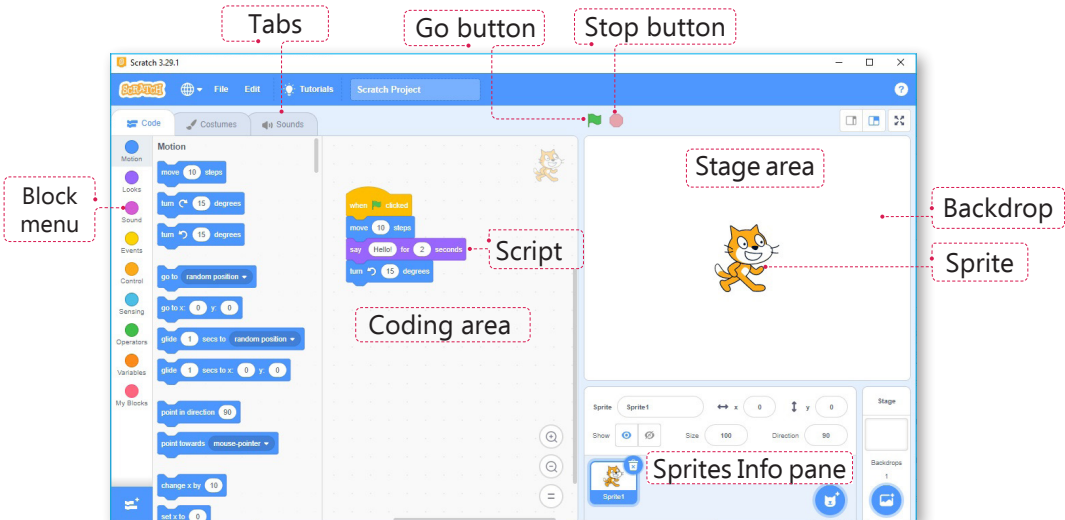 Tabs
Go button
Stop button
Scratch 3.29.1
SCRATCH
File
Edit
Tutorials
Scratch Project
?
Code
Costumes
Sounds
Block
menu
Motion
Looks
Sound
Events
Control
Sensing
Operators
Variables
My Blocks
Motion
move 10 steps
turn 15 degrees
turn 15 degrees
go to random position
go to x: 0 y: 0
glide 1 secs to random position
glide 1 secs to x: 0 y: 0
point in direction 90
point towards mouse-pointer
change x by 10
set x to 0
when clicked
move 10 steps
say Hello! for 2 seconds
turn 15 degrees
Script
Coding area
Stage area
Backdrop
Sprite
Sprite Sprite1 x 0 y 0
Show Size 100 Direction 90
Sprite1
Sprites Info pane
Stage
Backdrops
1